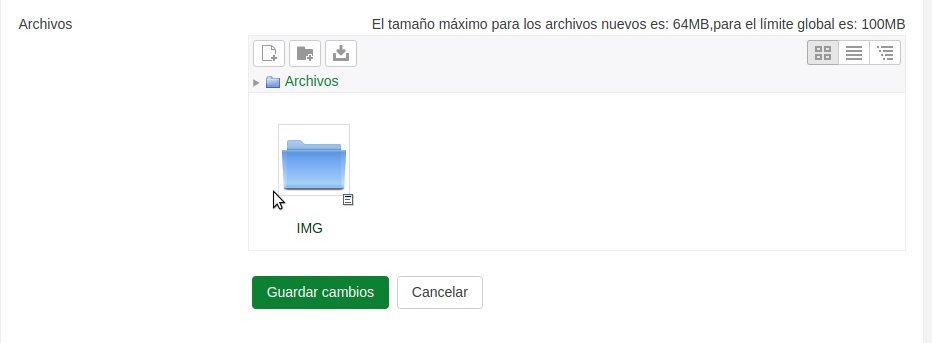 Archivos
El tamaño máximo para los archivos nuevos es: 64MB,para el límite global es: 100MB
Archivos
IMG
Guardar cambios
Cancelar